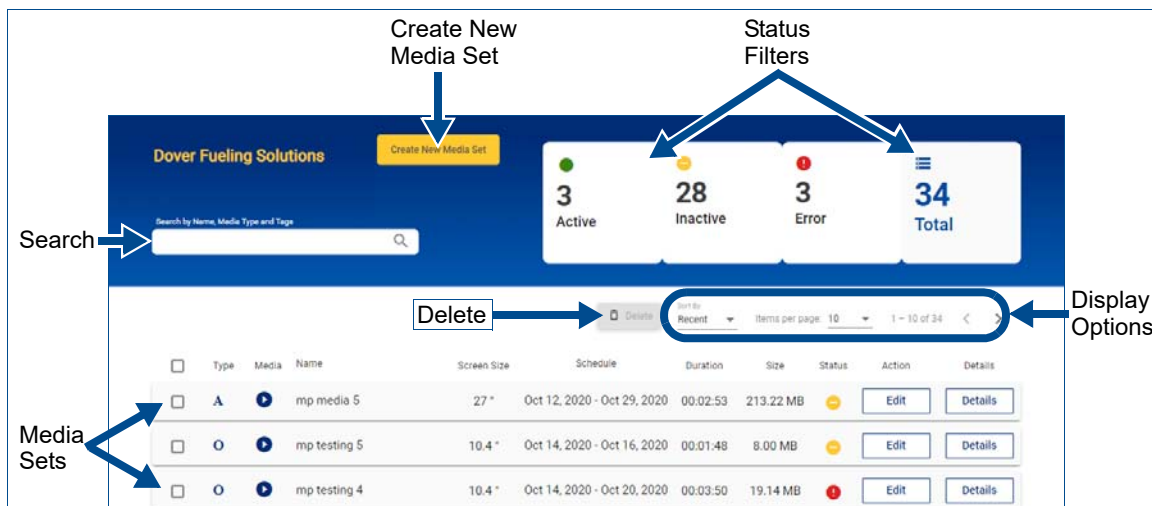 Create New
Media Set
Status
Filters
Dover Fueling Solutions
Create New Media Set
3
Active
28
Inactive
3
Error
34
Total
Search by Name, Media Type and Tags
Search
Delete
Delete
Sort By
Recent
Items per page: 10
1 – 10 of 34
Display
Options
Type Media Name Screen Size Schedule Duration Size Status Action Details
A mp media 5 27 " Oct 12, 2020 - Oct 29, 2020 00:02:53 213.22 MB Edit Details
Media
Sets
O mp testing 5 10.4 " Oct 14, 2020 - Oct 16, 2020 00:01:48 8.00 MB Edit Details
O mp testing 4 10.4 " Oct 14, 2020 - Oct 20, 2020 00:03:50 19.14 MB Edit Details